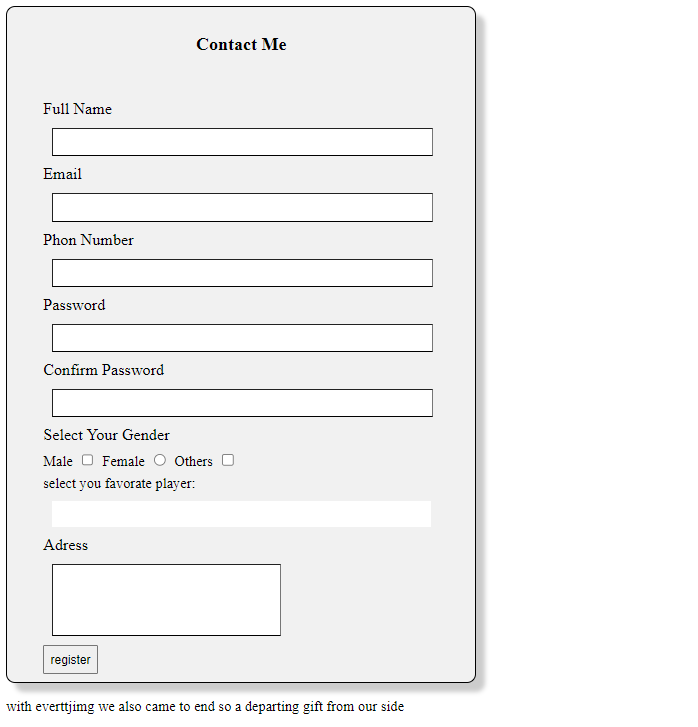 Contact Me
Full Name
Email
Phon Number
Password
Confirm Password
Select Your Gender
Male Female Others
select you favorate player:
Adress
register
with everttjimg we also came to end so a departing gift from our side